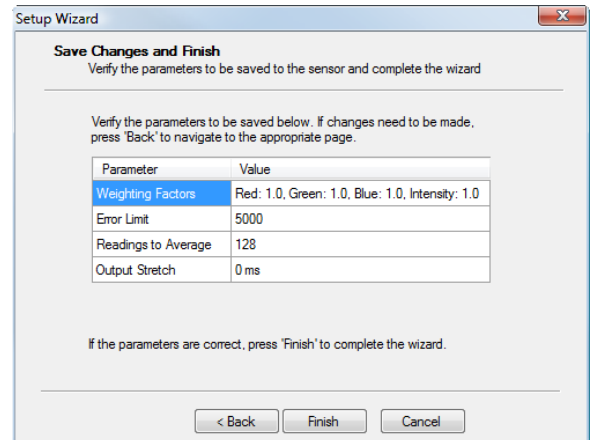 Setup Wizard
Save Changes and Finish
Verify the parameters to be saved to the sensor and complete the wizard
Verify the parameters to be saved below. If changes need to be made,
press 'Back' to navigate to the appropriate page.
Parameter Value
Weighting Factors Red: 1.0, Green: 1.0, Blue: 1.0, Intensity: 1.0
Error Limit 5000
Readings to Average 128
Output Stretch 0 ms
If the parameters are correct, press 'Finish' to complete the wizard.
< Back Finish Cancel